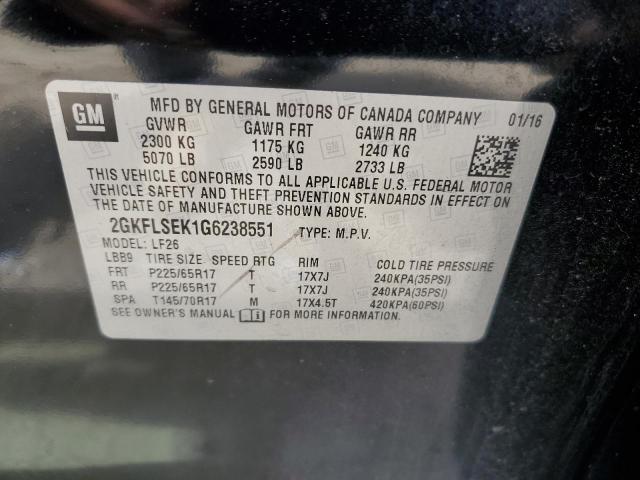 GM MFD BY GENERAL MOTORS OF CANADA COMPANY 01/16
GVWR GAWR FRT GAWR RR
2300 KG 1175 KG 1240 KG
5070 LB 2590 LB 2733 LB
THIS VEHICLE CONFORMS TO ALL APPLICABLE U.S. FEDERAL MOTOR
VEHICLE SAFETY AND THEFT PREVENTION STANDARDS IN EFFECT ON
THE DATE OF MANUFACTURE SHOWN ABOVE.
2GKFLSEK1G6238551 TYPE: M.P.V.
MODEL: LF26
LBB9 TIRE SIZE SPEED RTG RIM COLD TIRE PRESSURE
FRT P225/65R17 T 17X7J 240KPA(35PSI)
RR P225/65R17 T 17X7J 240KPA(35PSI)
SPA T145/70R17 M 17X4.5T 420KPA(60PSI)
SEE OWNER'S MANUAL FOR MORE INFORMATION.